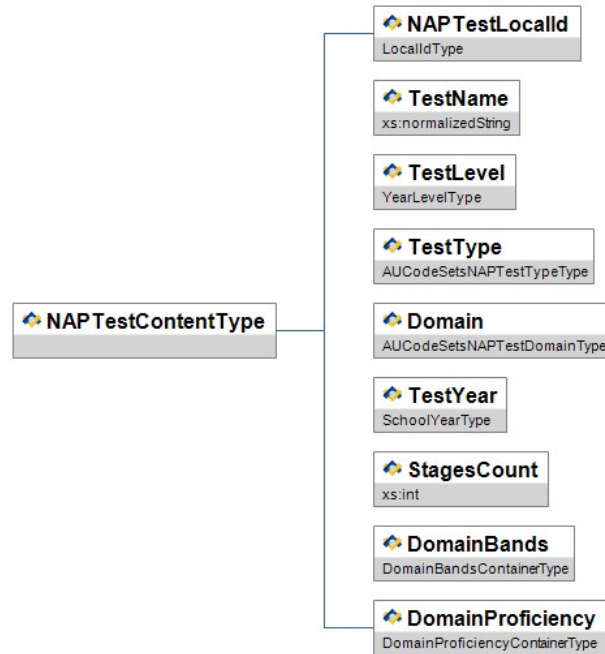 NAPTestLocalId
LocalIdType
TestName
xs:normalizedString
TestLevel
YearLevelType
TestType
AUCodeSetsNAPTestTypeType
NAPTestContentType
Domain
AUCodeSetsNAPTestDomainType
TestYear
SchoolYearType
StagesCount
xs:int
DomainBands
DomainBandsContainerType
DomainProficiency
DomainProficiencyContainerType